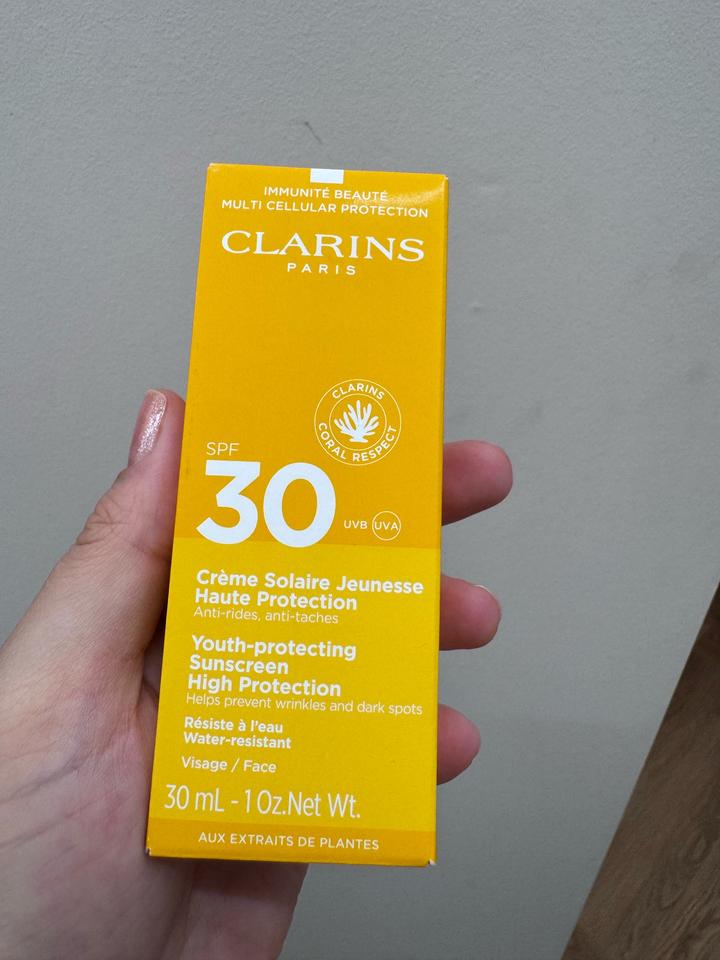 IMMUNITÉ BEAUTÉ
MULTI CELLULAR PROTECTION
CLARINS
PARIS
CLARINS
CORAL RESPECT
SPF
30
UVB UVA
Crème Solaire Jeunesse
Haute Protection
Anti-rides, anti-taches
Youth-protecting
Sunscreen
High Protection
Helps prevent wrinkles and dark spots
Résiste à l'eau
Water-resistant
Visage / Face
30 mL - 1 Oz.Net Wt.
AUX EXTRAITS DE PLANTES